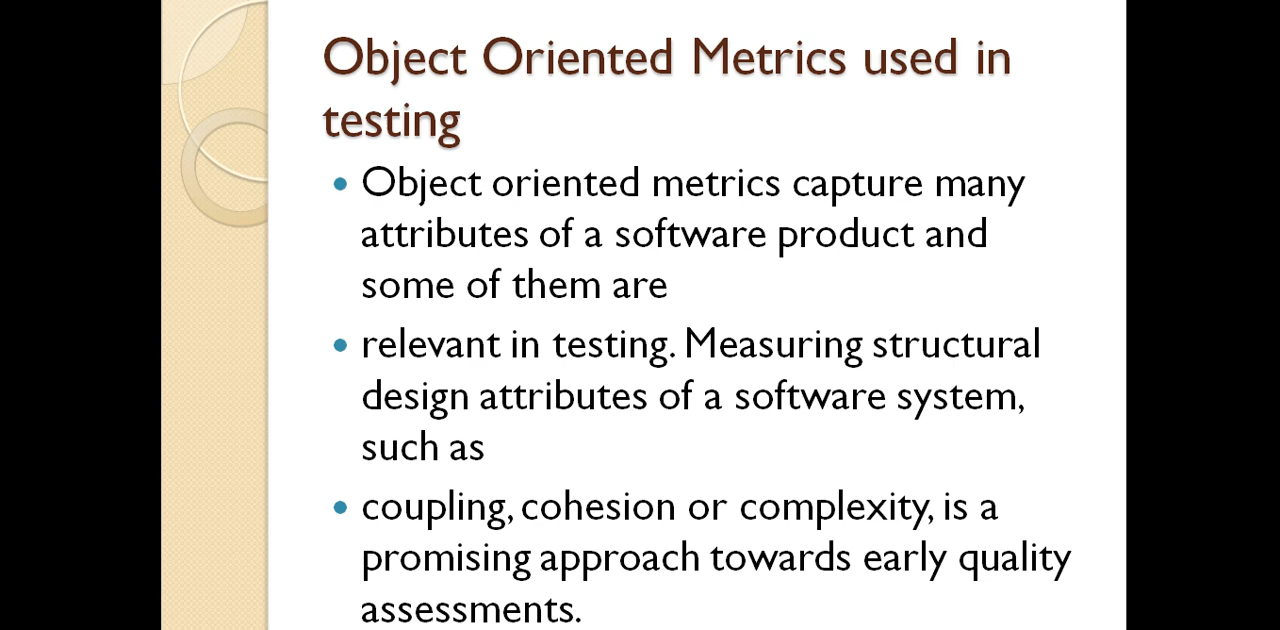 Object Oriented Metrics used in
testing
• Object oriented metrics capture many
attributes of a software product and
some of them are
• relevant in testing. Measuring structural
design attributes of a software system,
such as
• coupling, cohesion or complexity, is a
promising approach towards early quality
assessments.